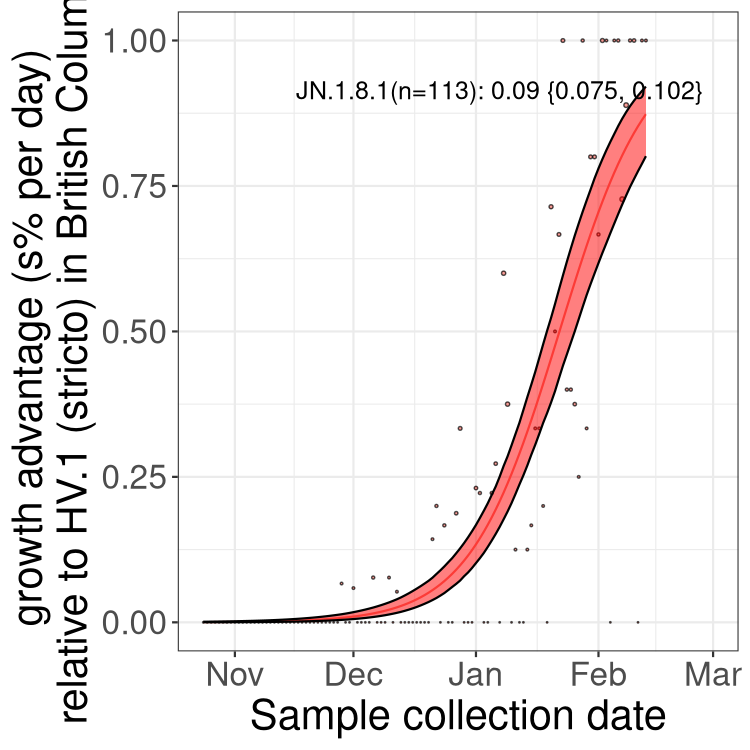 growth advantage (s% per day)
relative to HV.1 (stricto) in British Colum
1.00
JN.1.8.1(n=113): 0.09 {0.075, 0.102}
0.75
0.50
0.25
0.00
Nov Dec Jan Feb Mar
Sample collection date